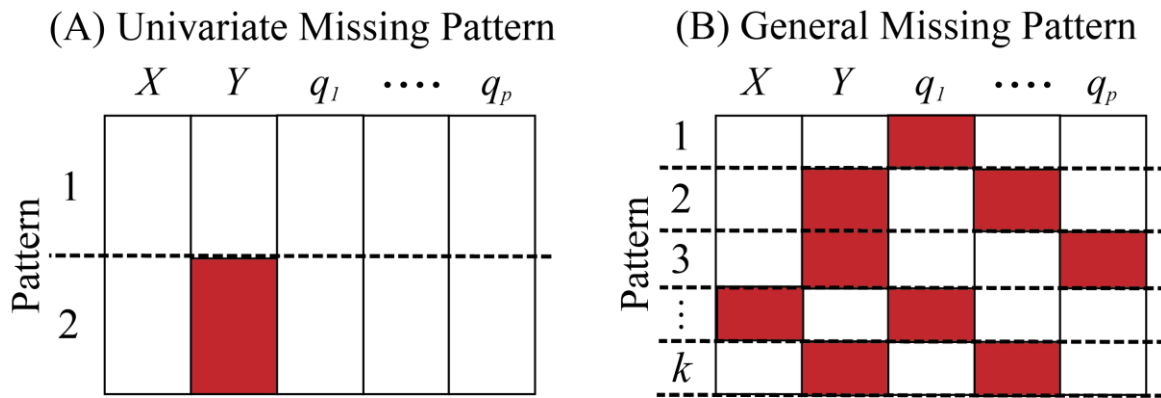 (A) Univariate Missing Pattern
X Y q1 •••• qp
Pattern
1
2
(B) General Missing Pattern
X Y q1 •••• qp
Pattern
1
2
3
⋮
k